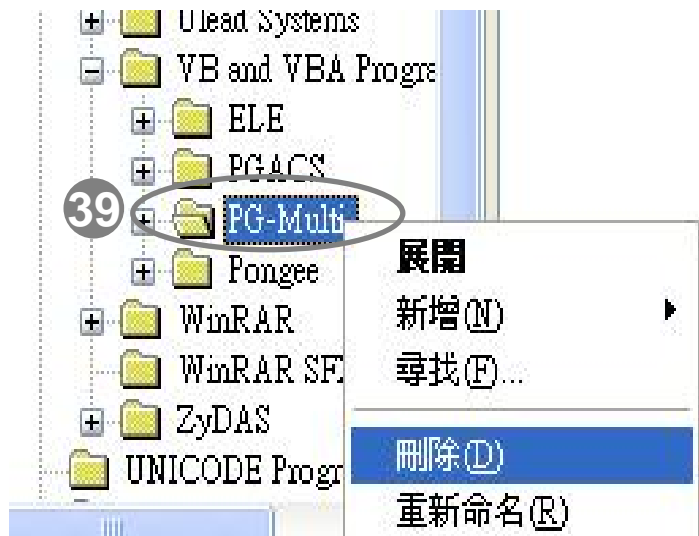 Ulead Systems
VB and VBA Progra
ELE
PGACS
39
PG-Multi
Pongee
WinRAR
WinRAR SF
ZyDAS
UNICODE Progr
展開
新增(N)
尋找(F)...
刪除(D)
重新命名(R)